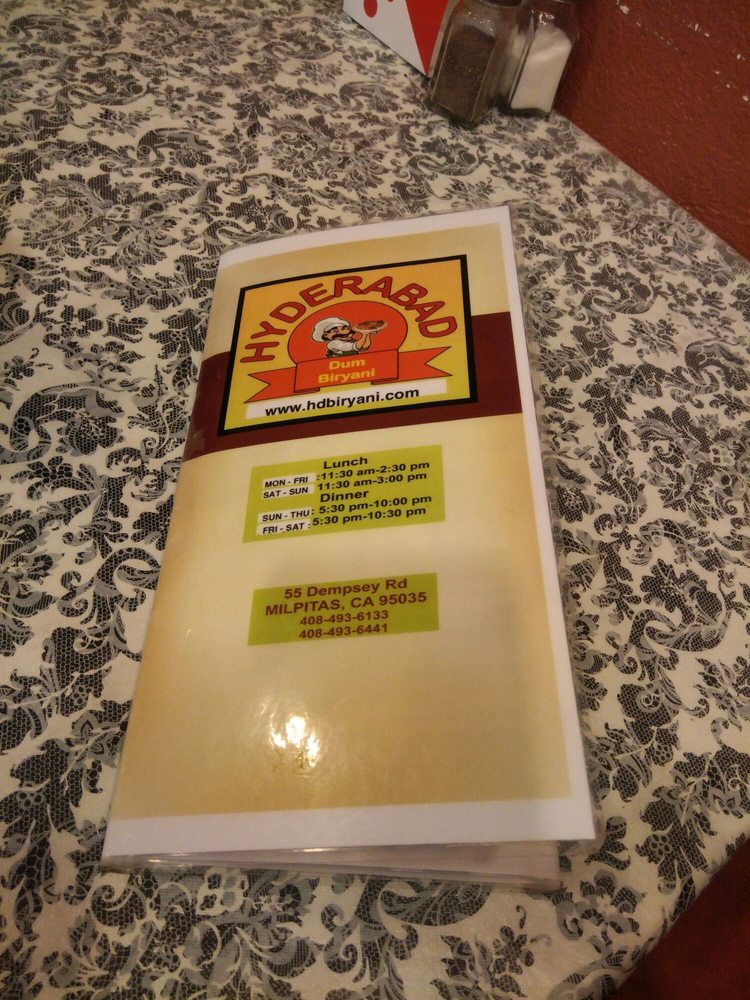 HYDERABAD
Dum
Biryani
www.hdbiryani.com
Lunch
MON - FRI :11:30 am-2:30 pm
SAT - SUN 11:30 am-3:00 pm
Dinner
SUN - THU : 5:30 pm-10:00 pm
FRI - SAT : 5:30 pm-10:30 pm
55 Dempsey Rd
MILPITAS, CA 95035
408-493-6133
408-493-6441